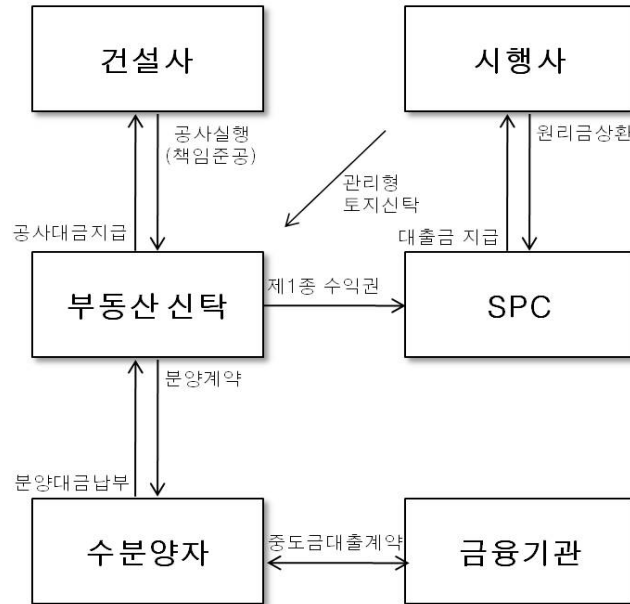 건설사
시행사
공사실행
(책임준공)
원리금상환
관리형
토지신탁
공사대금지급
대출금 지급
부동산 신탁
제1종 수익권
SPC
분양계약
분양대금납부
수분양자
중도금대출계약
금융기관